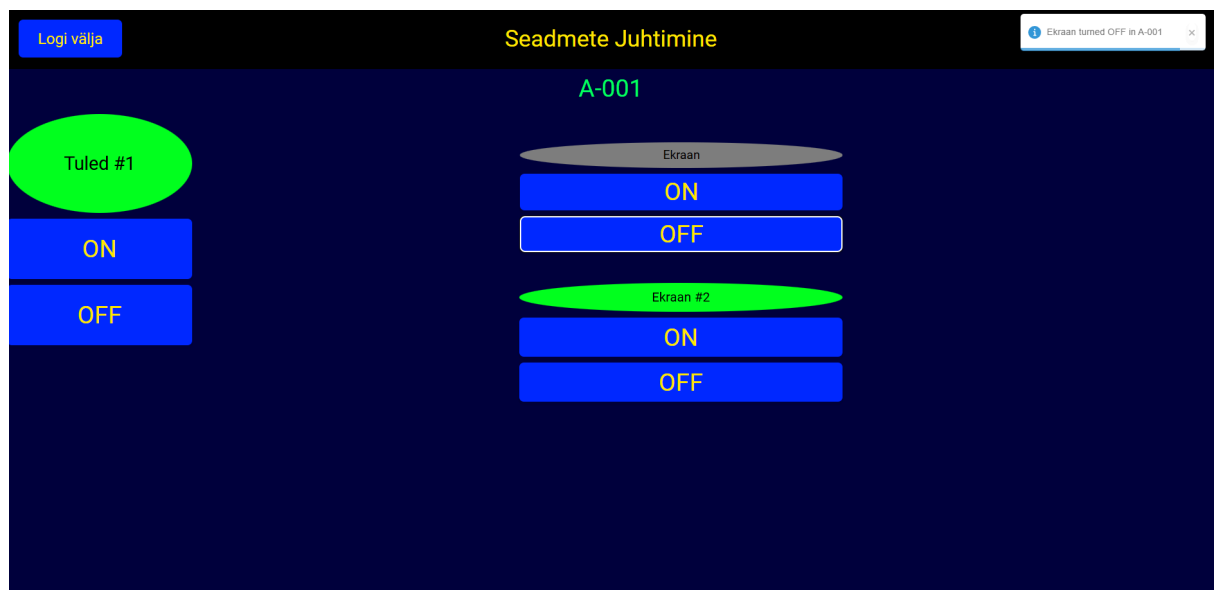 Logi välja
Seadmete Juhtimine
Ekraan turned OFF in A-001
A-001
Tuled #1
ON
OFF
Ekraan
ON
OFF
Ekraan #2
ON
OFF